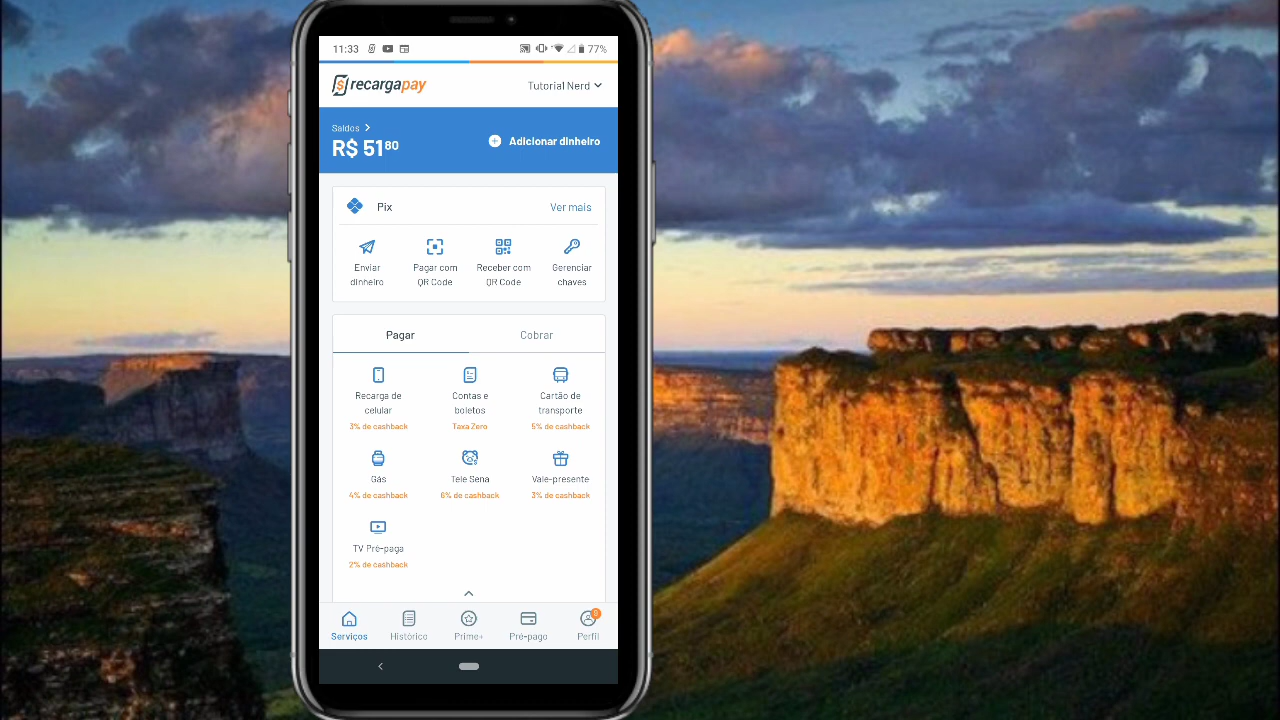 11:33
77%
recargapay
Tutorial Nerd
Saldos
R$ 5180
Adicionar dinheiro
Pix
Ver mais
Enviar dinheiro
Pagar com QR Code
Receber com QR Code
Gerenciar chaves
Pagar
Cobrar
Recarga de celular
3% de cashback
Contas e boletos
Taxa Zero
Cartão de transporte
5% de cashback
Gás
4% de cashback
Tele Sena
6% de cashback
Vale-presente
3% de cashback
TV Pré-paga
2% de cashback
Serviços
Histórico
Prime+
Pré-pago
Perfil